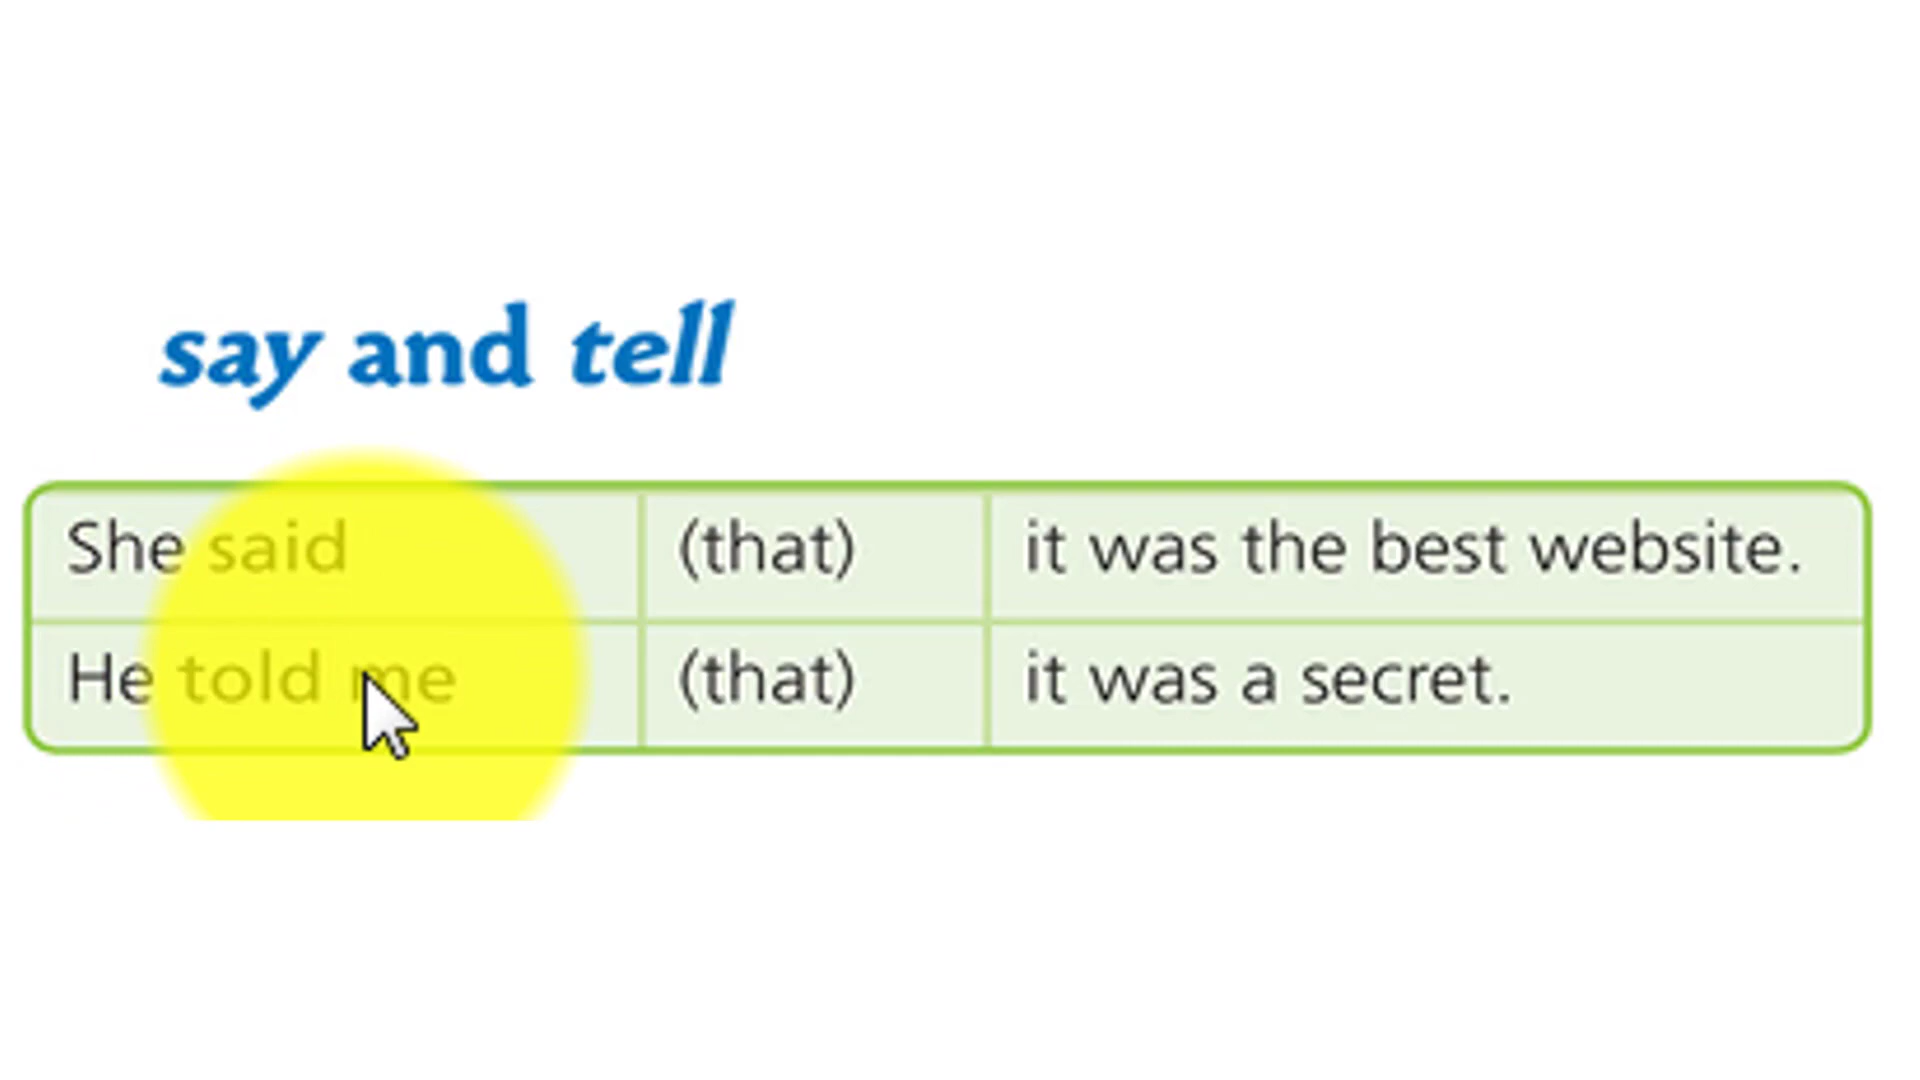 say and tell
She said (that) it was the best website.
He told me (that) it was a secret.